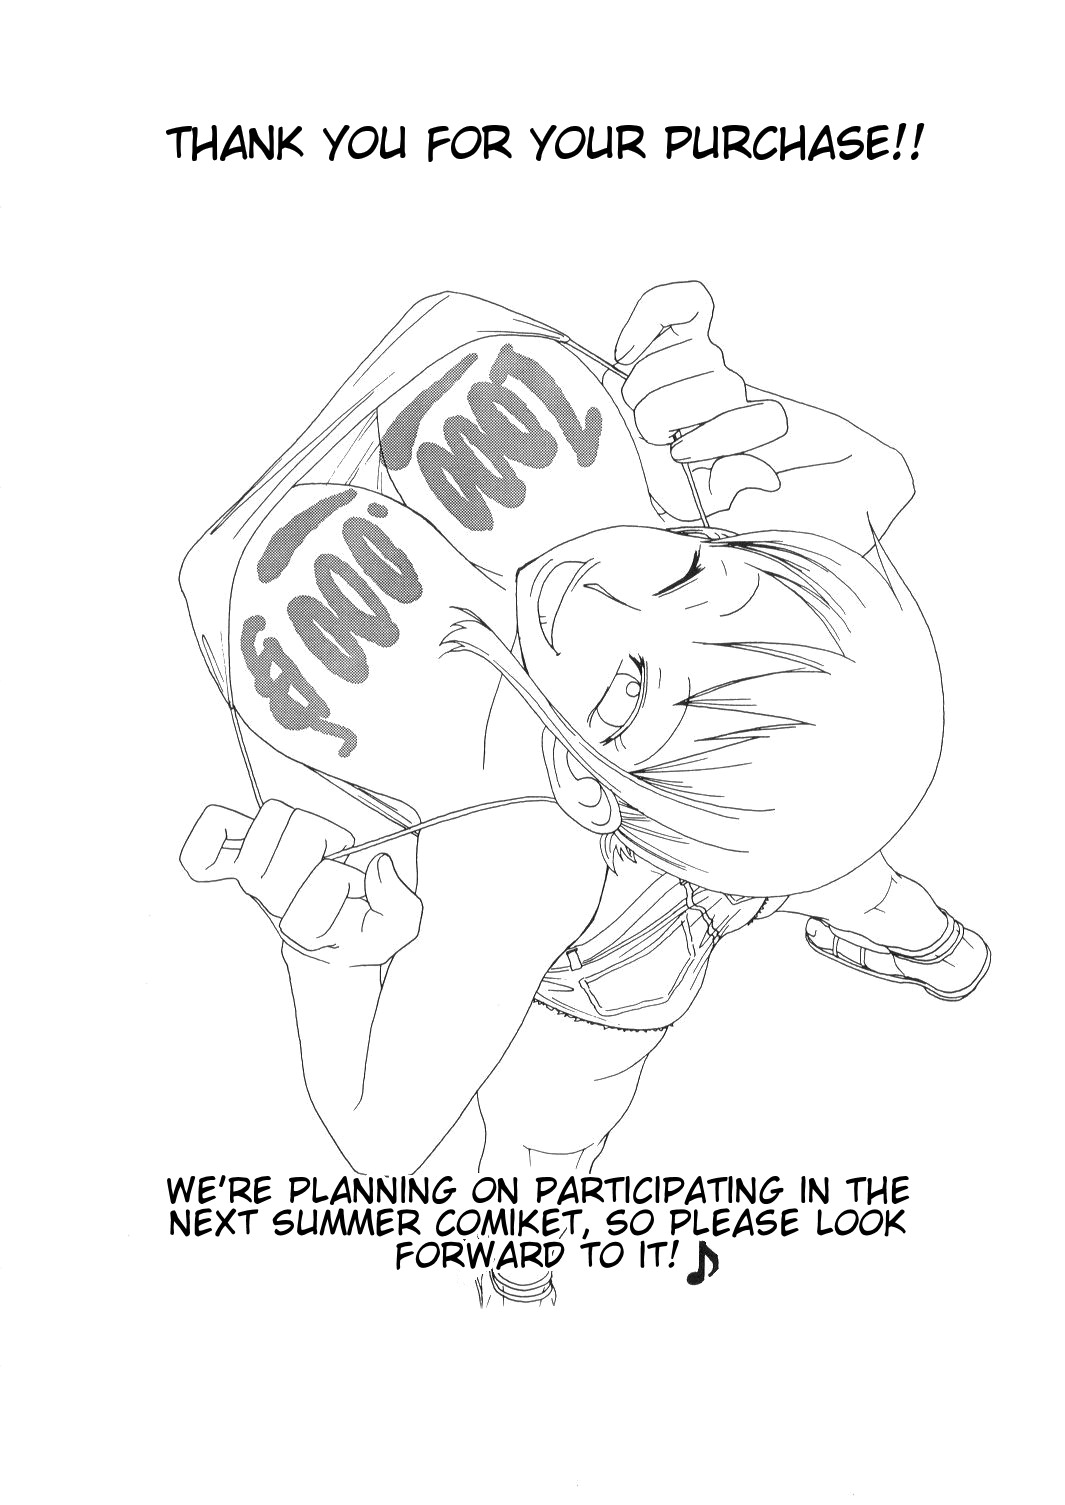 THANK YOU FOR YOUR PURCHASE!!
WE'RE PLANNING ON PARTICIPATING IN THE
NEXT SUMMER COMIKET, SO PLEASE LOOK
FORWARD TO IT! ♪